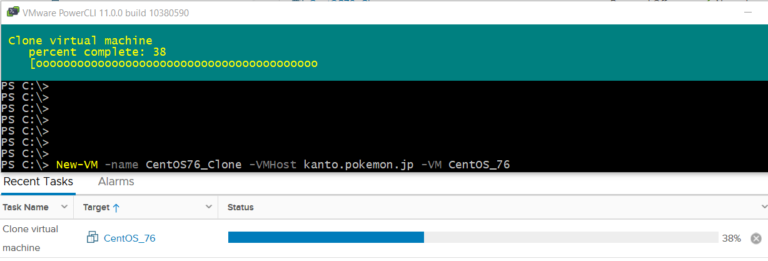 VMware PowerCLI 11.0.0 build 10380590
Clone virtual machine
percent complete: 38
[ooooooooooooooooooooooooooooooooooooooooo
PS C:\>
PS C:\>
PS C:\>
PS C:\>
PS C:\>
PS C:\>
PS C:\>
PS C:\> New-VM -name CentOS76_Clone -VMHost kanto.pokemon.jp -VM CentOS_76
Recent Tasks Alarms
Task Name Target Status
Clone virtual
machine
CentOS_76 38%